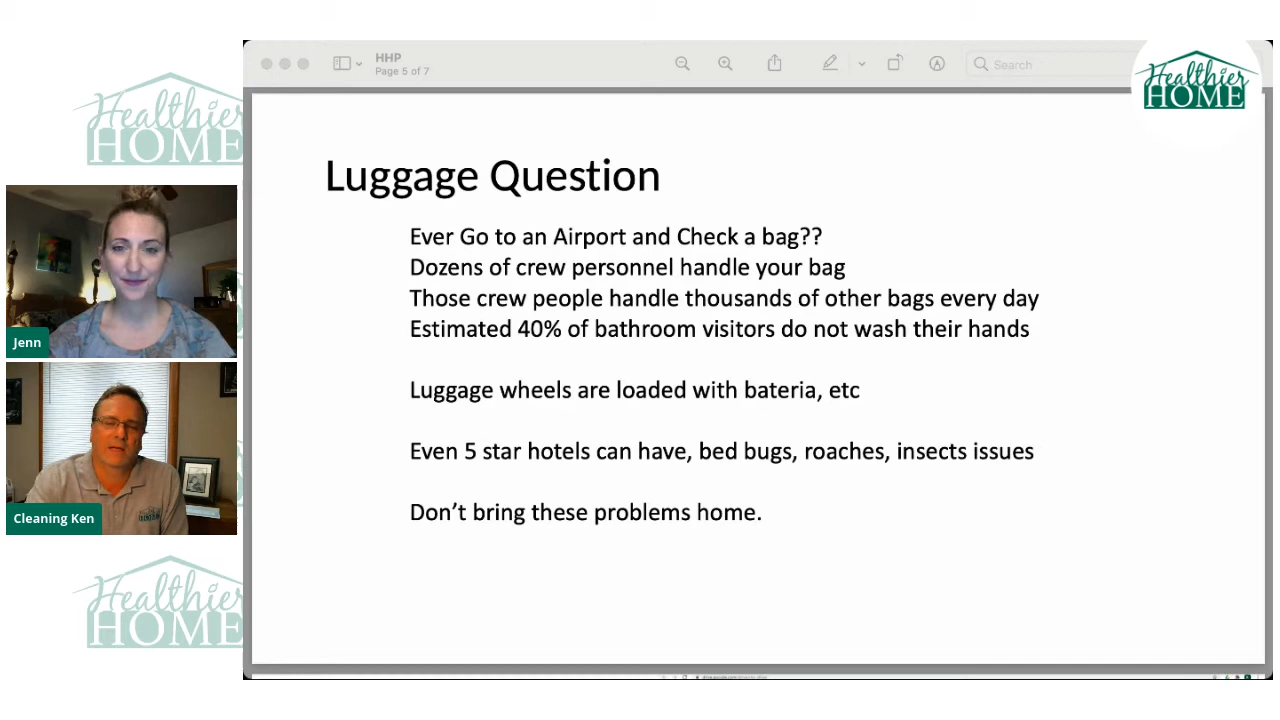 HHP
Page 5 of 7
Search
Healthier
HOME
Healthier
HOME
Luggage Question
Ever Go to an Airport and Check a bag??
Dozens of crew personnel handle your bag
Those crew people handle thousands of other bags every day
Estimated 40% of bathroom visitors do not wash their hands
Luggage wheels are loaded with bateria, etc
Even 5 star hotels can have, bed bugs, roaches, insects issues
Don't bring these problems home.
Jenn
Cleaning Ken
Healthier
HOME